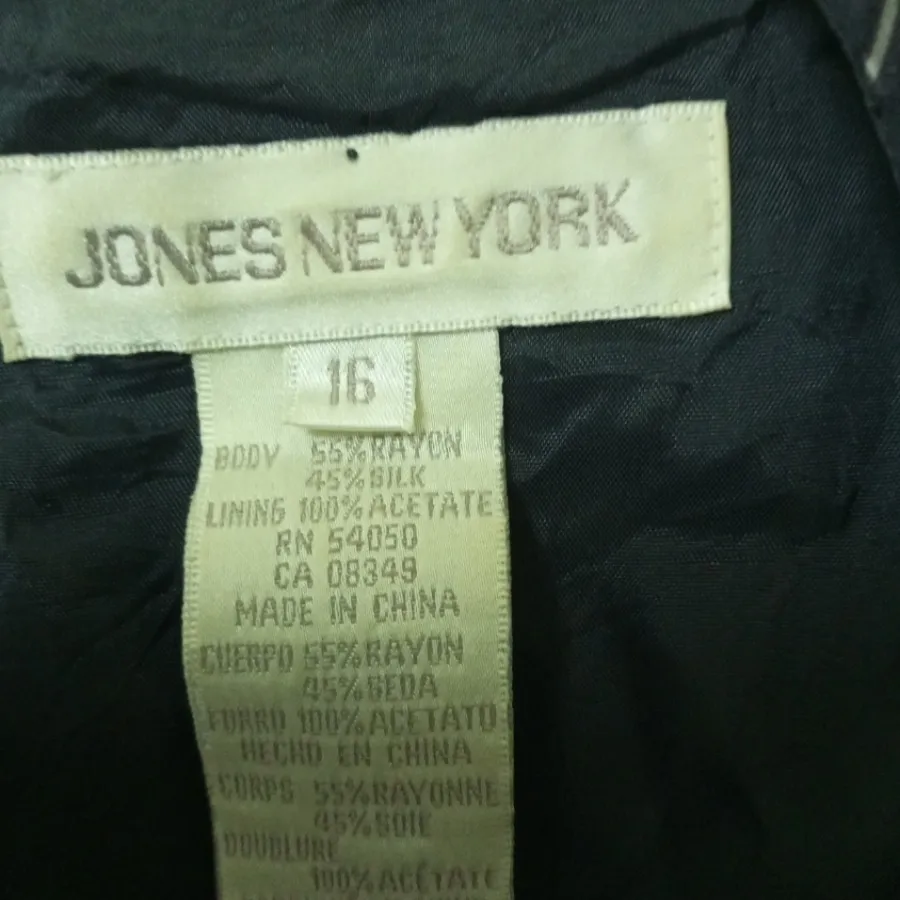 JONES NEW YORK
16
BODY 55% RAYON
45% SILK
LINING 100% ACETATE
RN 54050
CA 08349
MADE IN CHINA
CUERPO 55% RAYON
45% SEDA
FORRO 100% ACETATO
HECHO EN CHINA
CORPS 55% RAYONNE
45% SOIE
DOUBLURE
100% ACÉTATE